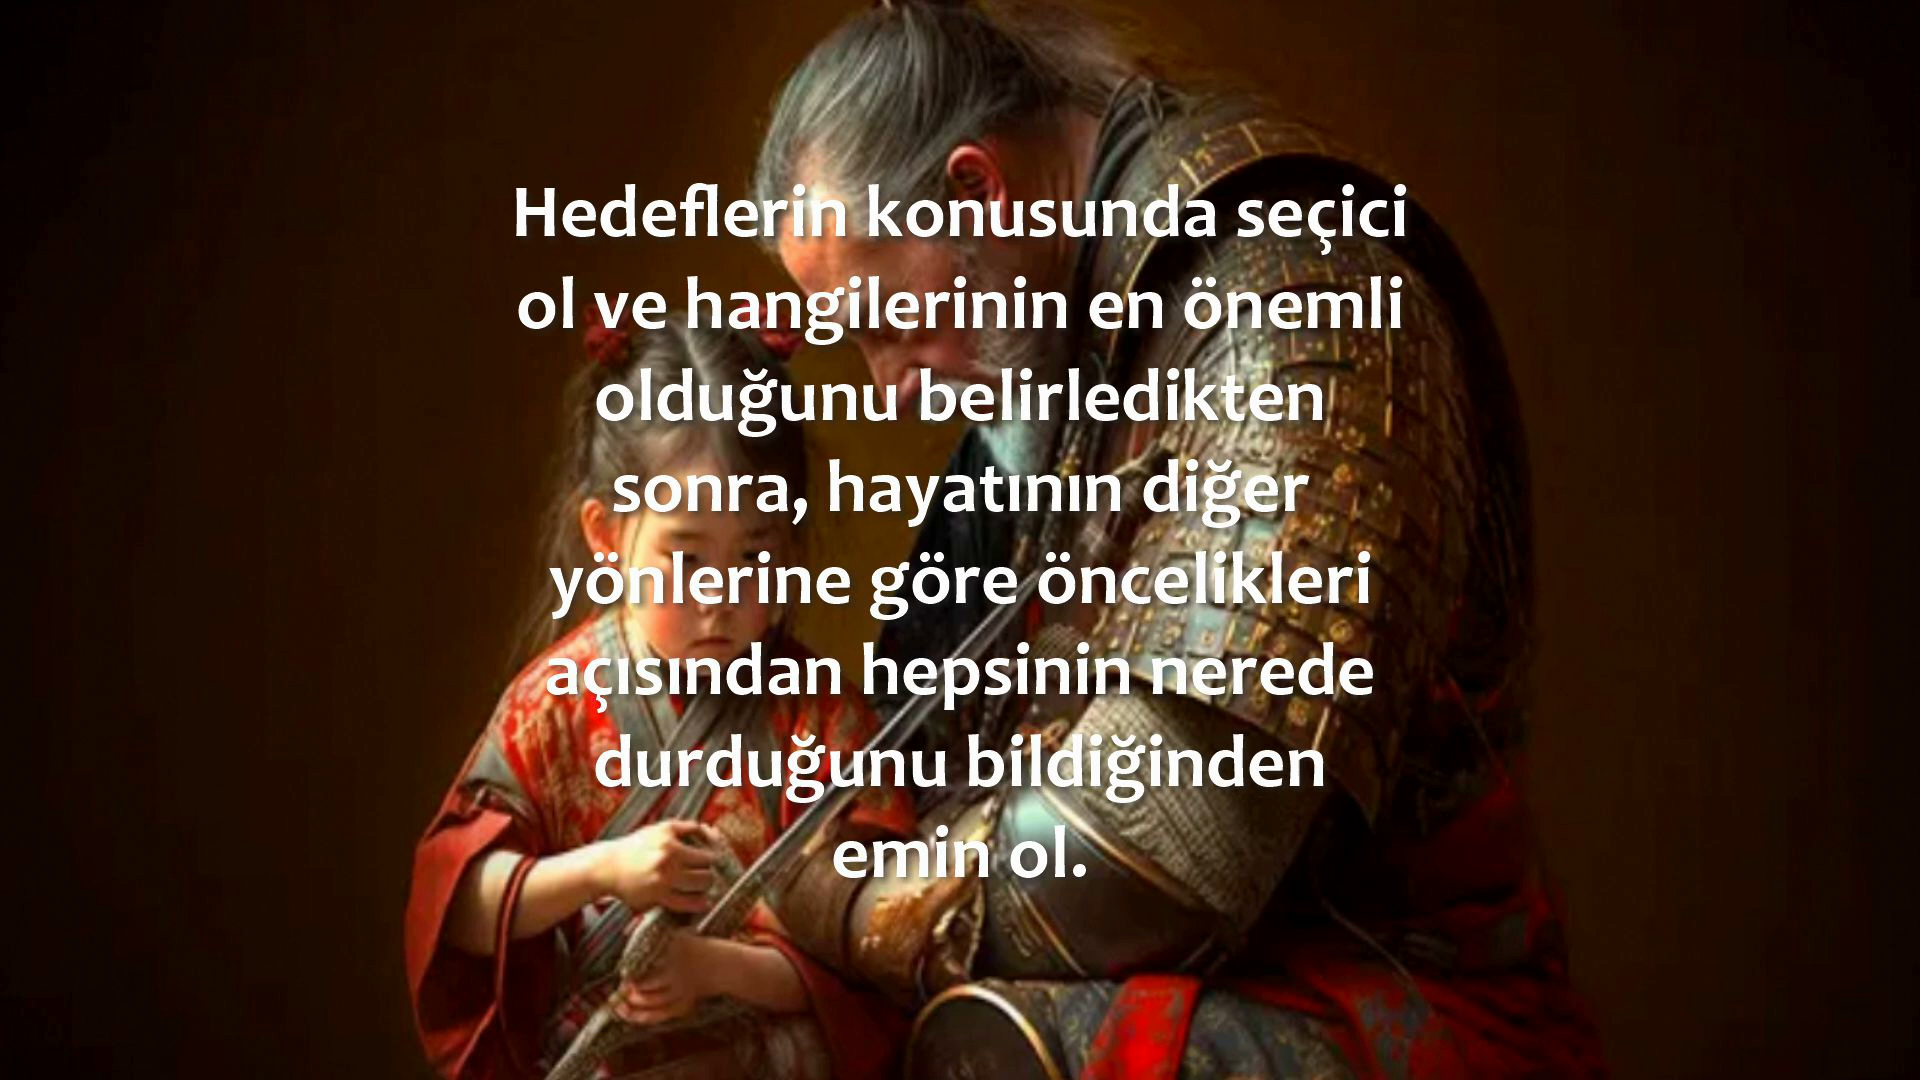 Hedeflerin konusunda seçici
ol ve hangilerinin en önemli
olduğunu belirledikten
sonra, hayatının diğer
yönlerine göre öncelikleri
açısından hepsinin nerede
durduğunu bildiğinden
emin ol.